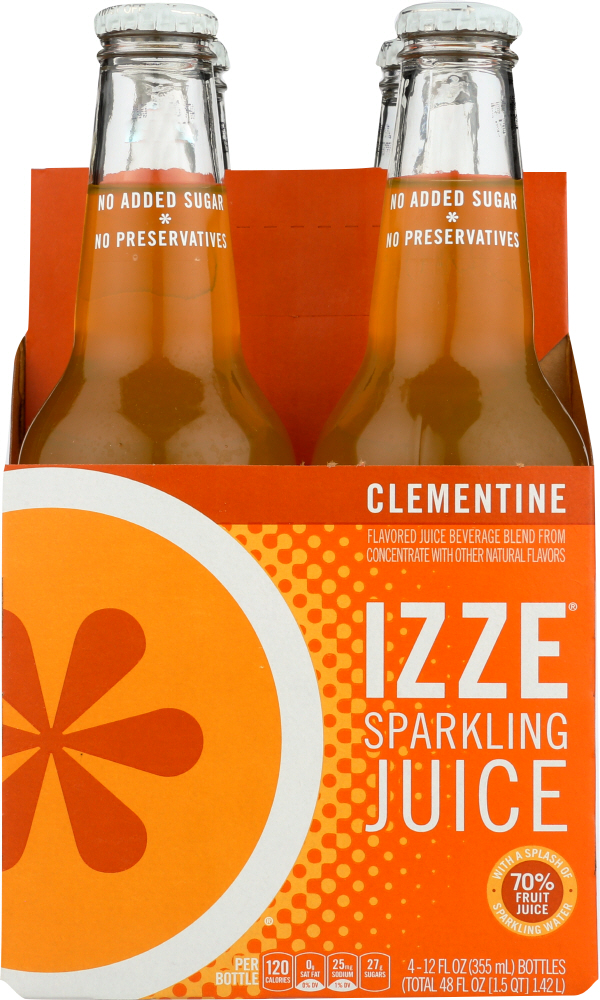 NO ADDED SUGAR
*
NO PRESERVATIVES
NO ADDED SUGAR
*
NO PRESERVATIVES
CLEMENTINE
FLAVORED JUICE BEVERAGE BLEND FROM
CONCENTRATE WITH OTHER NATURAL FLAVORS
IZZE®
SPARKLING
JUICE
WITH A SPLASH OF
70%
FRUIT
JUICE
SPARKLING WATER
®
PER
BOTTLE
120
CALORIES
0g
SAT FAT
0% DV
25mg
SODIUM
1% DV
27g
SUGARS
4 - 12 FL OZ (355 mL) BOTTLES
(TOTAL 48 FL OZ [1.5 QT] 1.42 L)